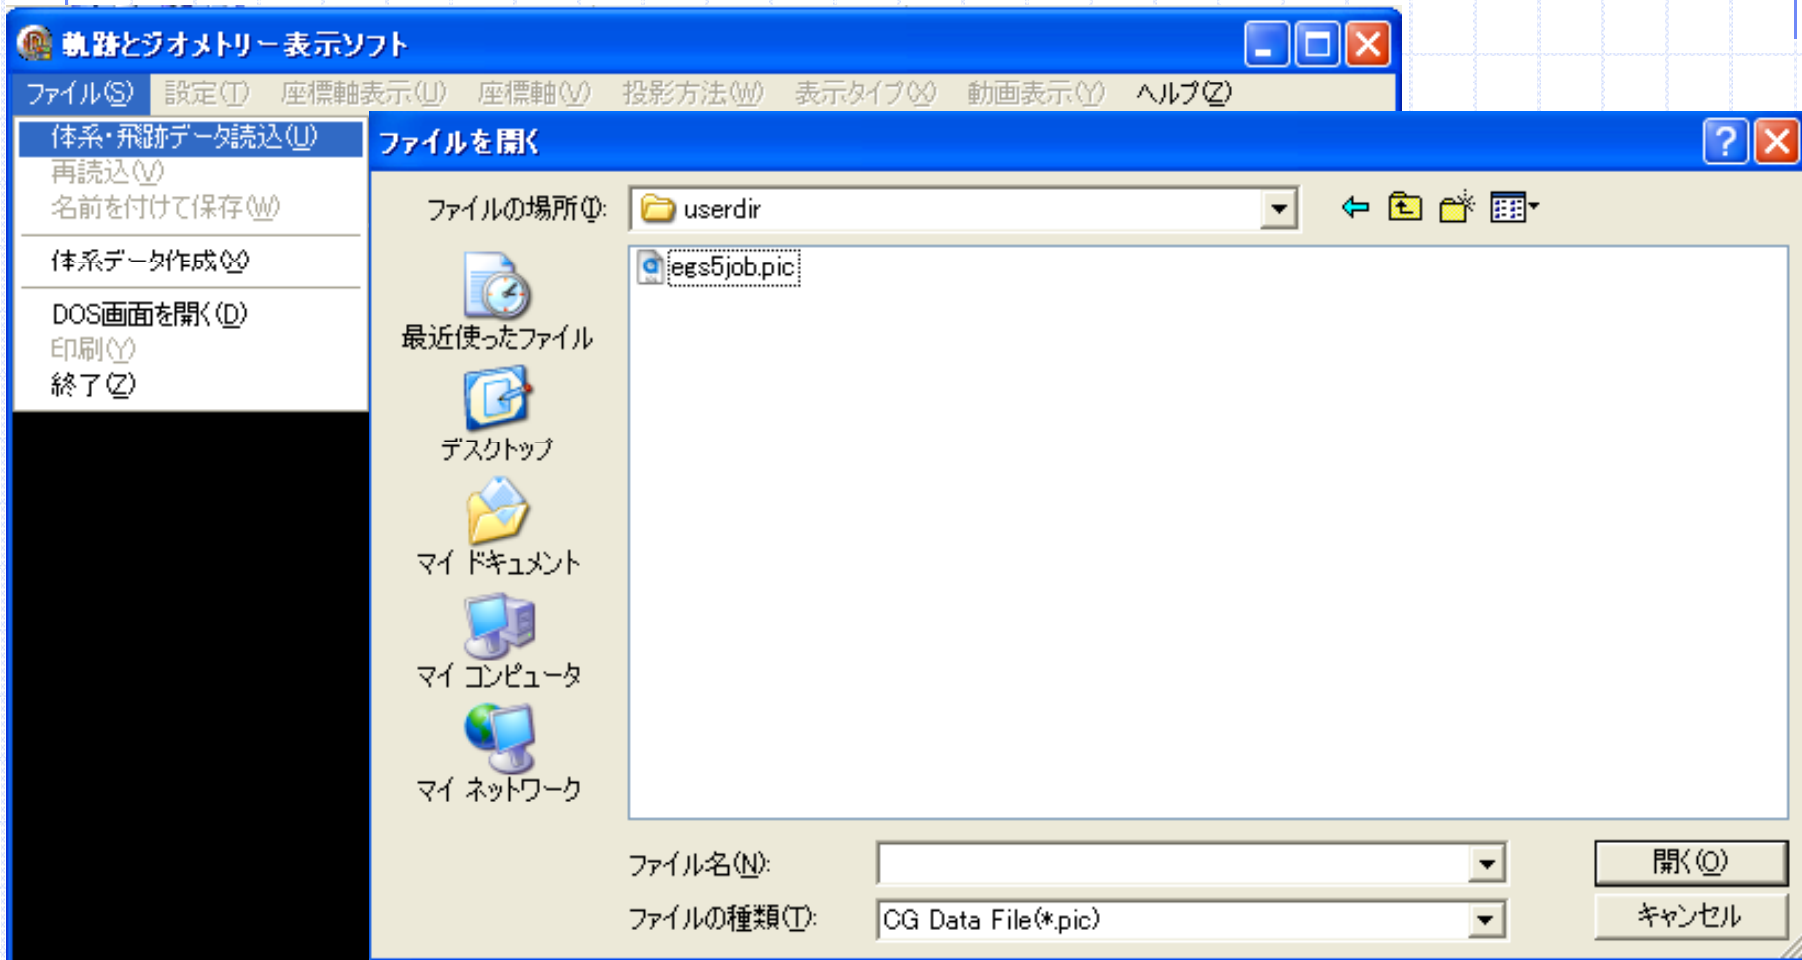 軌跡とジオメトリー表示ソフト
ファイル(S) 設定(T) 座標軸表示(U) 座標軸(V) 投影方法(W) 表示タイプ(X) 動画表示(Y) ヘルプ(Z)
体系・飛跡データ読込(U)
再読込(V)
名前を付けて保存(W)
体系データ作成(X)
DOS画面を開く(D)
印刷(Y)
終了(Z)
ファイルを開く
ファイルの場所(I):
userdir
egs5job.pic
最近使ったファイル
デスクトップ
マイ ドキュメント
マイ コンピュータ
マイ ネットワーク
ファイル名(N):
開く(O)
ファイルの種類(T):
CG Data File(*.pic)
キャンセル